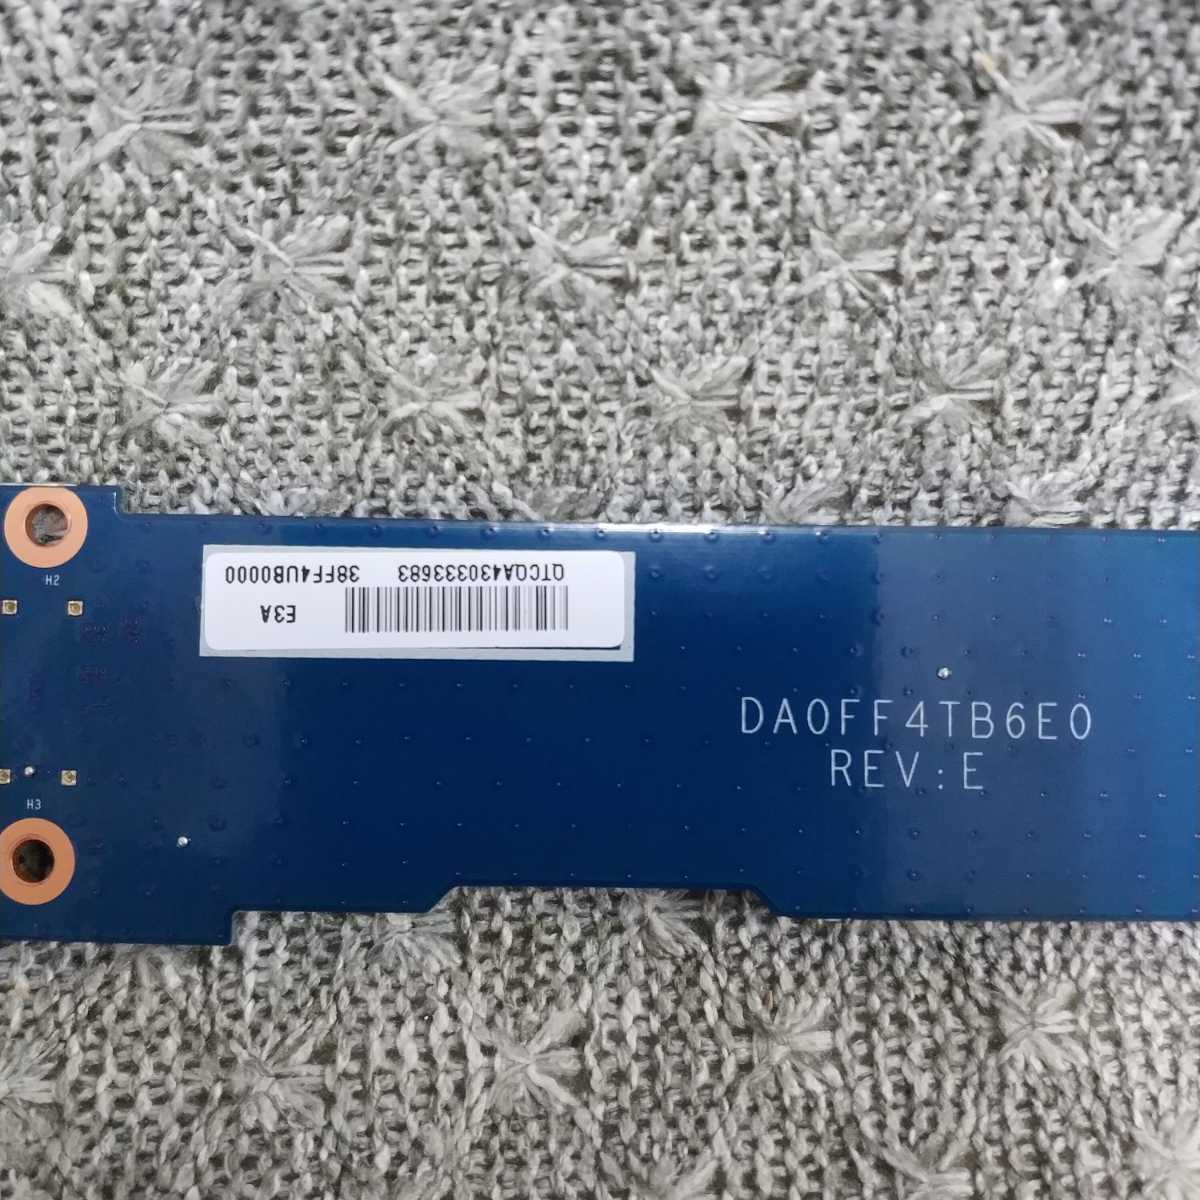 H2
QTCQA430333683 38FF4UB0000
E3A
DA0FF4TB6E0
REV:E
H3